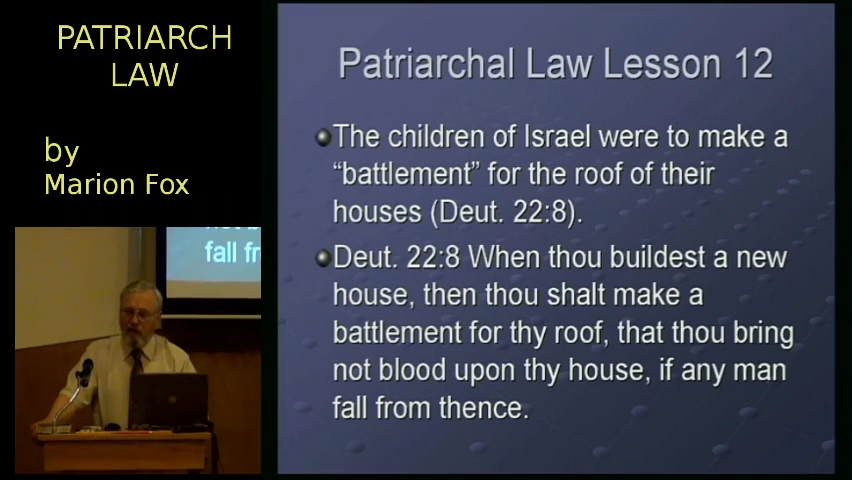 PATRIARCH
LAW
by
Marion Fox
fall fr
Patriarchal Law Lesson 12
The children of Israel were to make a
“battlement” for the roof of their
houses (Deut. 22:8).
Deut. 22:8 When thou buildest a new
house, then thou shalt make a
battlement for thy roof, that thou bring
not blood upon thy house, if any man
fall from thence.